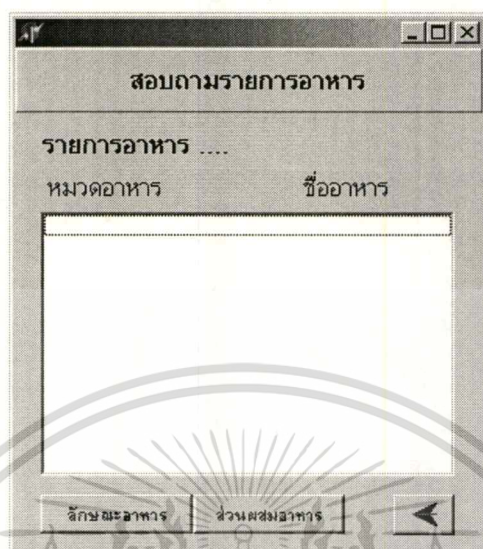 สอบถามรายการอาหาร
รายการอาหาร ....
หมวดอาหาร ชื่ออาหาร
ลักษณะอาหาร ส่วนผสมอาหาร